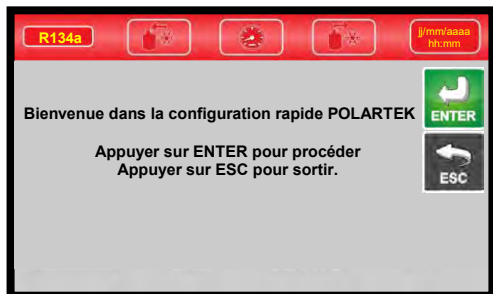 R134a
jj/mm/aaaa
hh:mm
Bienvenue dans la configuration rapide POLARTEK
ENTER
Appuyer sur ENTER pour procéder
Appuyer sur ESC pour sortir.
ESC